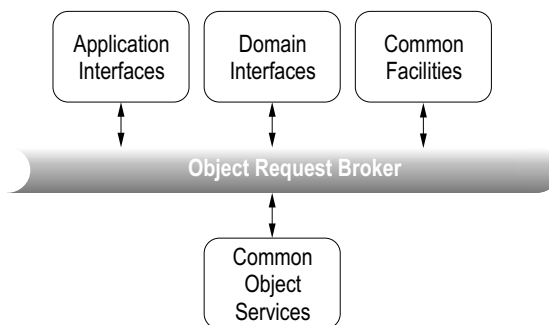 Application
Interfaces
Domain
Interfaces
Common
Facilities
Object Request Broker
Common
Object
Services